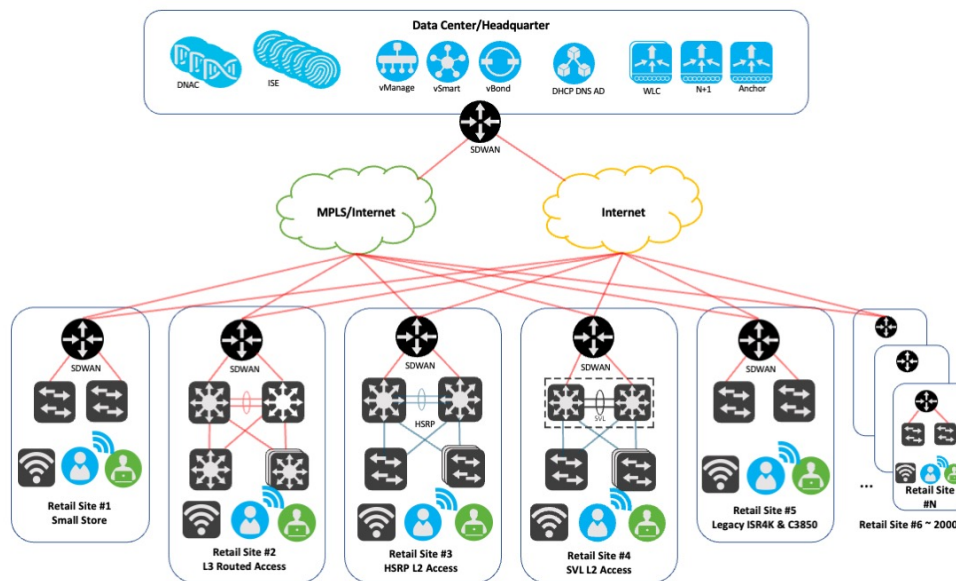 Data Center/Headquarter
DNAC
ISE
vManage
vSmart
vBond
DHCP DNS AD
WLC
N+1
Anchor
SDWAN
MPLS/Internet
Internet
SDWAN
SDWAN
SDWAN
SDWAN
SDWAN
HSRP
SVL
Retail Site #1
Small Store
Retail Site #2
L3 Routed Access
Retail Site #3
HSRP L2 Access
Retail Site #4
SVL L2 Access
Retail Site #5
Legacy ISR4K & C3850
...
Retail Site
#N
Retail Site #6 ~ 2000